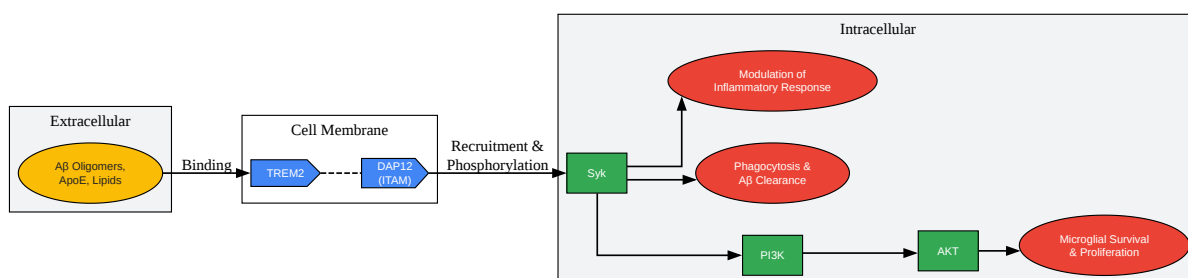 Extracellular
Aβ Oligomers,
ApoE, Lipids
Binding
Cell Membrane
TREM2
DAP12
(ITAM)
Recruitment &
Phosphorylation
Intracellular
Syk
Modulation of
Inflammatory Response
Phagocytosis &
Aβ Clearance
PI3K
AKT
Microglial Survival
& Proliferation